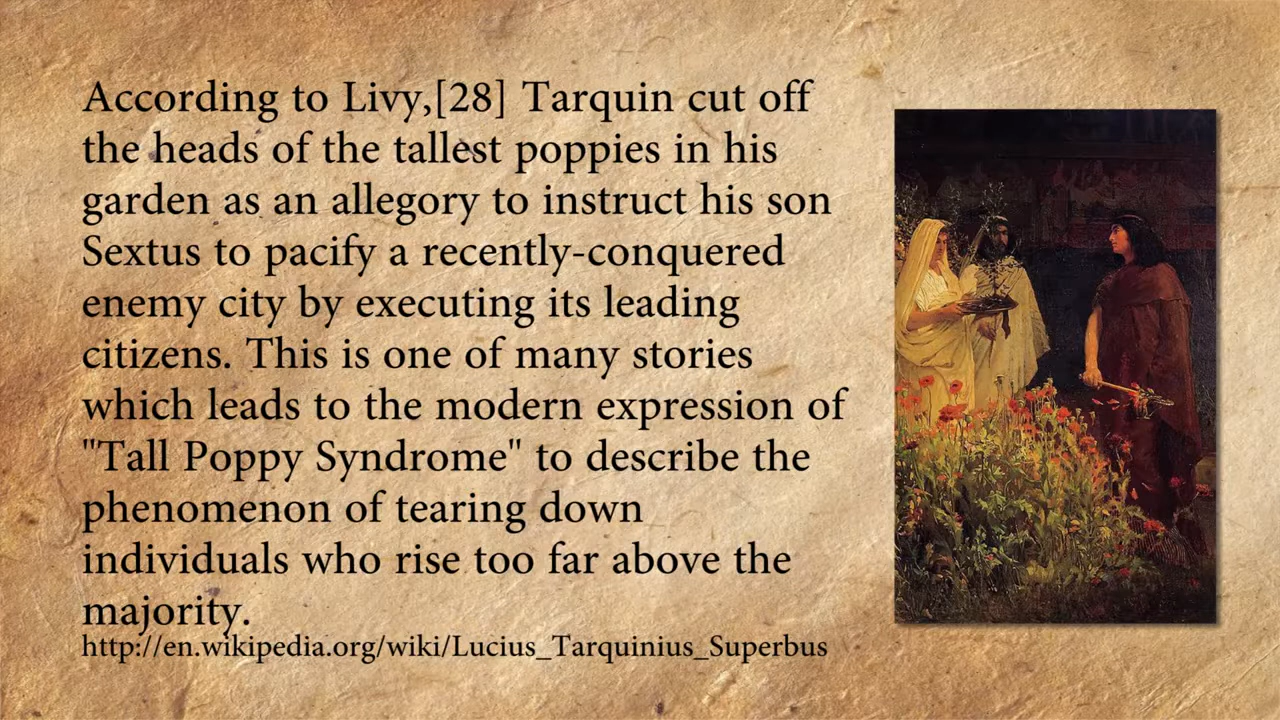 According to Livy,[28] Tarquin cut off
the heads of the tallest poppies in his
garden as an allegory to instruct his son
Sextus to pacify a recently-conquered
enemy city by executing its leading
citizens. This is one of many stories
which leads to the modern expression of
"Tall Poppy Syndrome" to describe the
phenomenon of tearing down
individuals who rise too far above the
majority.
http://en.wikipedia.org/wiki/Lucius_Tarquinius_Superbus